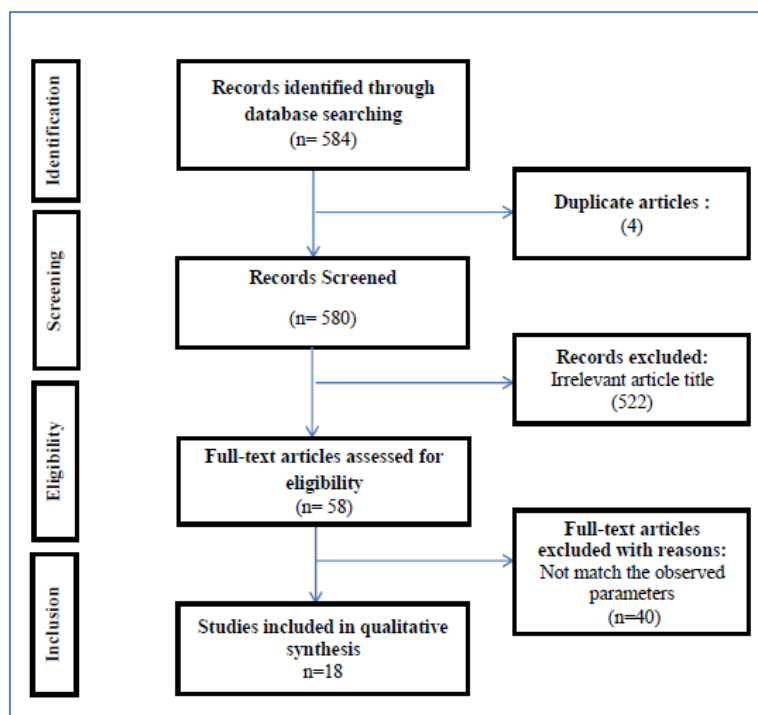 Identification
Records identified through
database searching
(n= 584)
Duplicate articles :
(4)
Screening
Records Screened
(n= 580)
Records excluded:
Irrelevant article title
(522)
Eligibility
Full-text articles assessed for
eligibility
(n= 58)
Full-text articles
excluded with reasons:
Not match the observed
parameters
(n=40)
Inclusion
Studies included in qualitative
synthesis
n=18